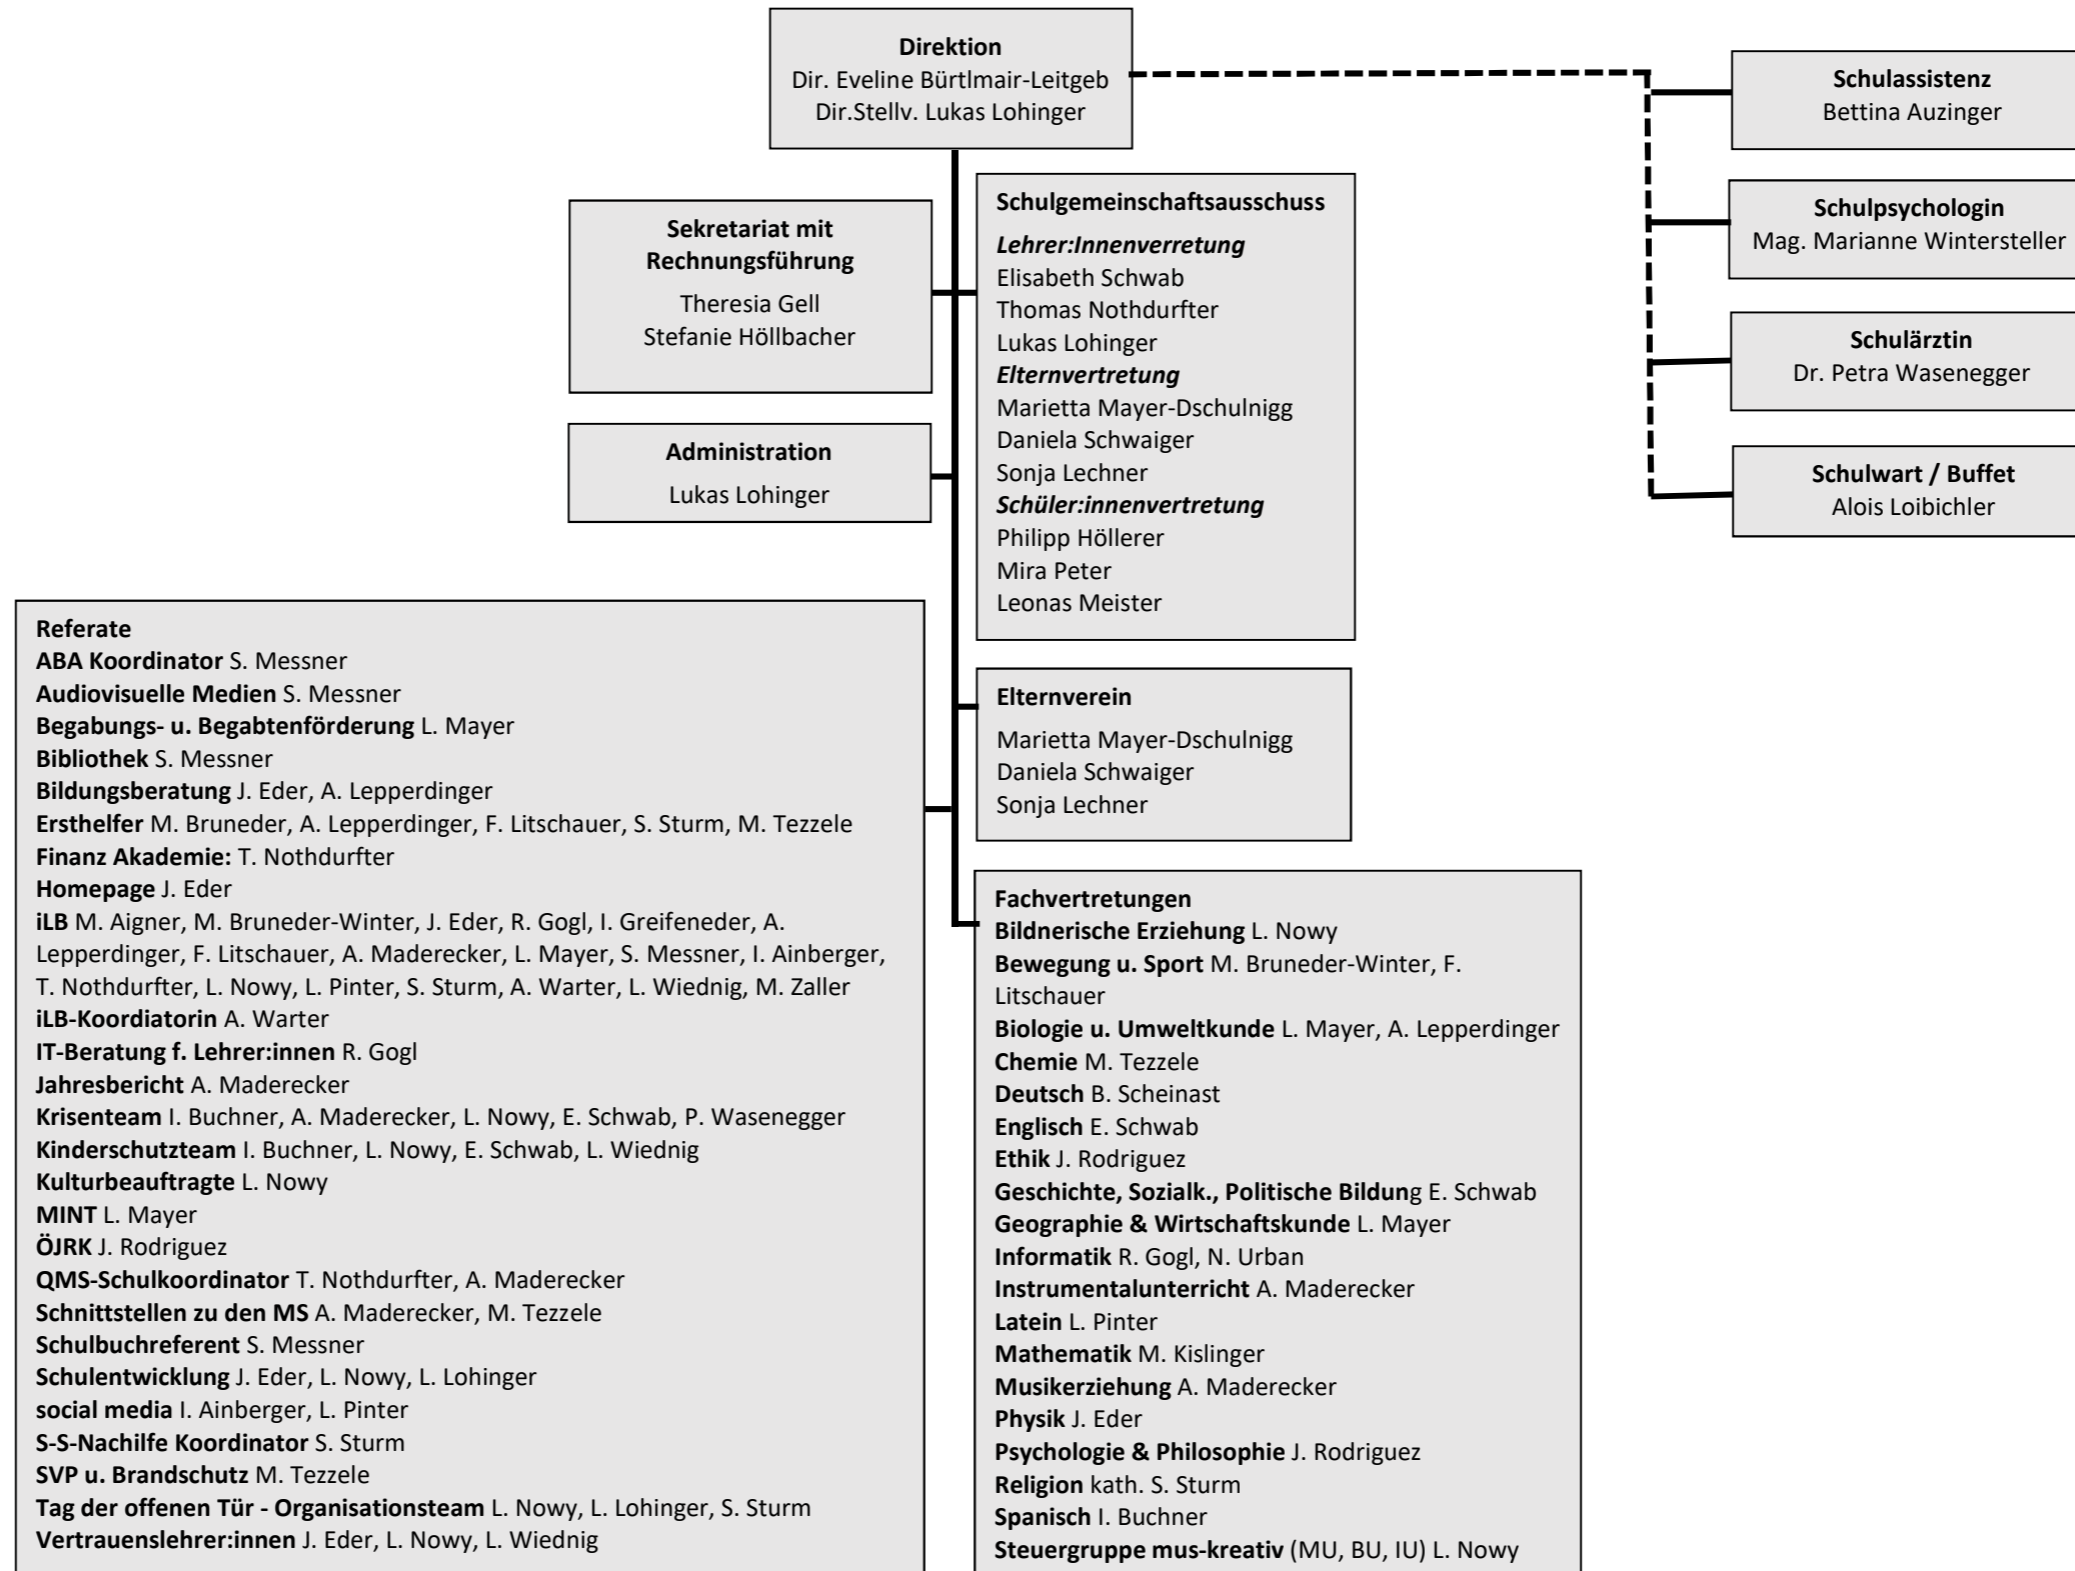 Direktion
Dir. Eveline Bürtlmair-Leitgeb
Dir.Stellv. Lukas Lohinger
Schulassistenz
Bettina Auzinger
Schulpsychologin
Mag. Marianne Wintersteller
Schulärztin
Dr. Petra Wasenegger
Schulwart / Buffet
Alois Loibichler
Sekretariat mit
Rechnungsführung
Theresia Gell
Stefanie Höllbacher
Administration
Lukas Lohinger
Schulgemeinschaftsausschuss
Lehrer:Innenverretung
Elisabeth Schwab
Thomas Nothdurfter
Lukas Lohinger
Elternvertretung
Marietta Mayer-Dschulnigg
Daniela Schwaiger
Sonja Lechner
Schüler:innenvertretung
Philipp Höllerer
Mira Peter
Leonas Meister
Elternverein
Marietta Mayer-Dschulnigg
Daniela Schwaiger
Sonja Lechner
Referate
ABA Koordinator S. Messner
Audiovisuelle Medien S. Messner
Begabungs- u. Begabtenförderung L. Mayer
Bibliothek S. Messner
Bildungsberatung J. Eder, A. Lepperdinger
Ersthelfer M. Bruneder, A. Lepperdinger, F. Litschauer, S. Sturm, M. Tezzele
Finanz Akademie: T. Nothdurfter
Homepage J. Eder
iLB M. Aigner, M. Bruneder-Winter, J. Eder, R. Gogl, I. Greifeneder, A.
Lepperdinger, F. Litschauer, A. Maderecker, L. Mayer, S. Messner, I. Ainberger,
T. Nothdurfter, L. Nowy, L. Pinter, S. Sturm, A. Warter, L. Wiednig, M. Zaller
iLB-Koordiatorin A. Warter
IT-Beratung f. Lehrer:innen R. Gogl
Jahresbericht A. Maderecker
Krisenteam I. Buchner, A. Maderecker, L. Nowy, E. Schwab, P. Wasenegger
Kinderschutzteam I. Buchner, L. Nowy, E. Schwab, L. Wiednig
Kulturbeauftragte L. Nowy
MINT L. Mayer
ÖJRK J. Rodriguez
QMS-Schulkoordinator T. Nothdurfter, A. Maderecker
Schnittstellen zu den MS A. Maderecker, M. Tezzele
Schulbuchreferent S. Messner
Schulentwicklung J. Eder, L. Nowy, L. Lohinger
social media I. Ainberger, L. Pinter
S-S-Nachilfe Koordinator S. Sturm
SVP u. Brandschutz M. Tezzele
Tag der offenen Tür - Organisationsteam L. Nowy, L. Lohinger, S. Sturm
Vertrauenslehrer:innen J. Eder, L. Nowy, L. Wiednig
Fachvertretungen
Bildnerische Erziehung L. Nowy
Bewegung u. Sport M. Bruneder-Winter, F.
Litschauer
Biologie u. Umweltkunde L. Mayer, A. Lepperdinger
Chemie M. Tezzele
Deutsch B. Scheinast
Englisch E. Schwab
Ethik J. Rodriguez
Geschichte, Sozialk., Politische Bildung E. Schwab
Geographie & Wirtschaftskunde L. Mayer
Informatik R. Gogl, N. Urban
Instrumentalunterricht A. Maderecker
Latein L. Pinter
Mathematik M. Kislinger
Musikerziehung A. Maderecker
Physik J. Eder
Psychologie & Philosophie J. Rodriguez
Religion kath. S. Sturm
Spanisch I. Buchner
Steuergruppe mus-kreativ (MU, BU, IU) L. Nowy